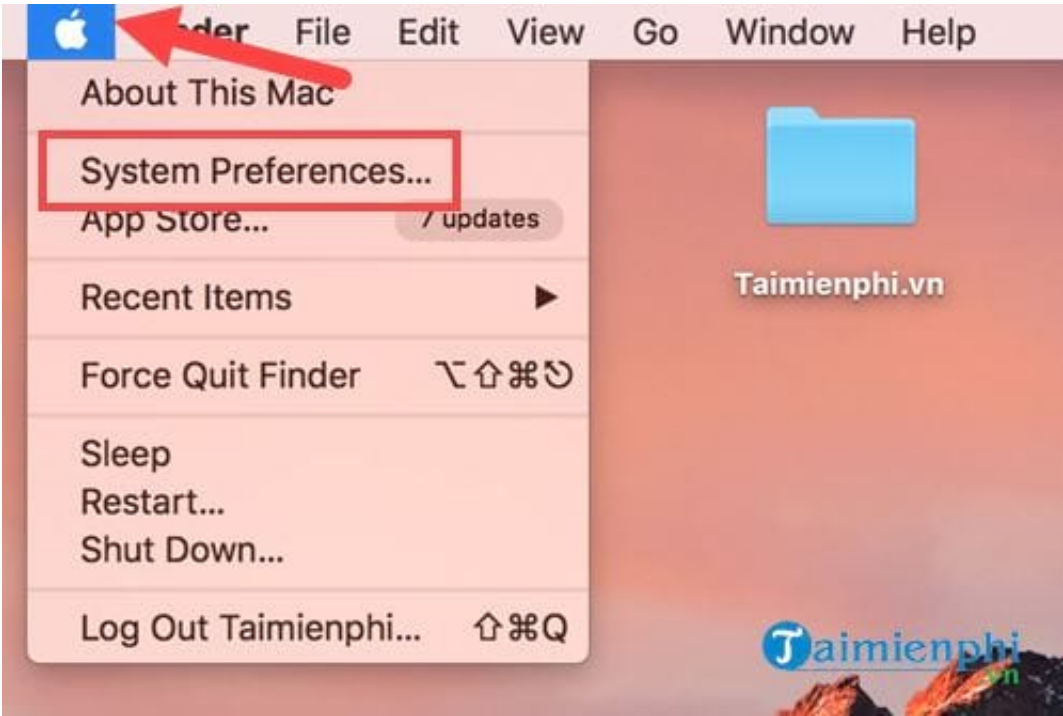 File Edit View Go Window Help
About This Mac
System Preferences...
App Store... 7 updates
Recent Items
Force Quit Finder ⌥⇧⌘⎋
Sleep
Restart...
Shut Down...
Log Out Taimienphi... ⇧⌘Q
Taimienphi.vn
Taimienphi
.vn